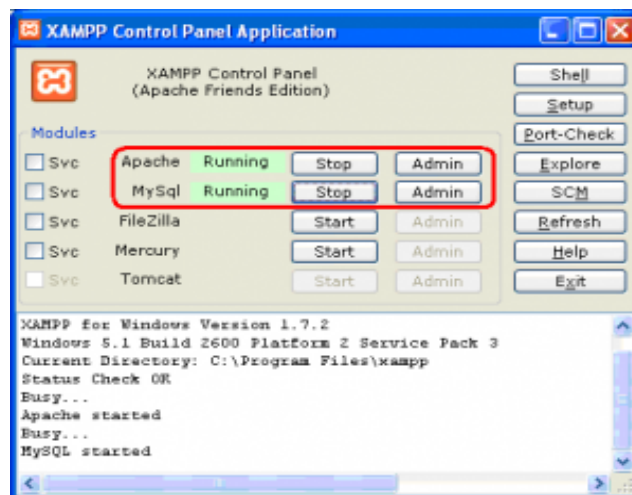 XAMPP Control Panel Application
XAMPP Control Panel
(Apache Friends Edition)
Shell
Setup
Modules
Port-Check
Svc Apache Running Stop Admin Explore
Svc MySql Running Stop Admin SCM
Svc FileZilla Start Admin Refresh
Svc Mercury Start Admin Help
Svc Tomcat Start Admin Exit
XAMPP for Windows Version 1.7.2
Windows 5.1 Build 2600 Platform 2 Service Pack 3
Current Directory: C:\Program Files\xampp
Status Check OK
Busy...
Apache started
Busy...
MySQL started